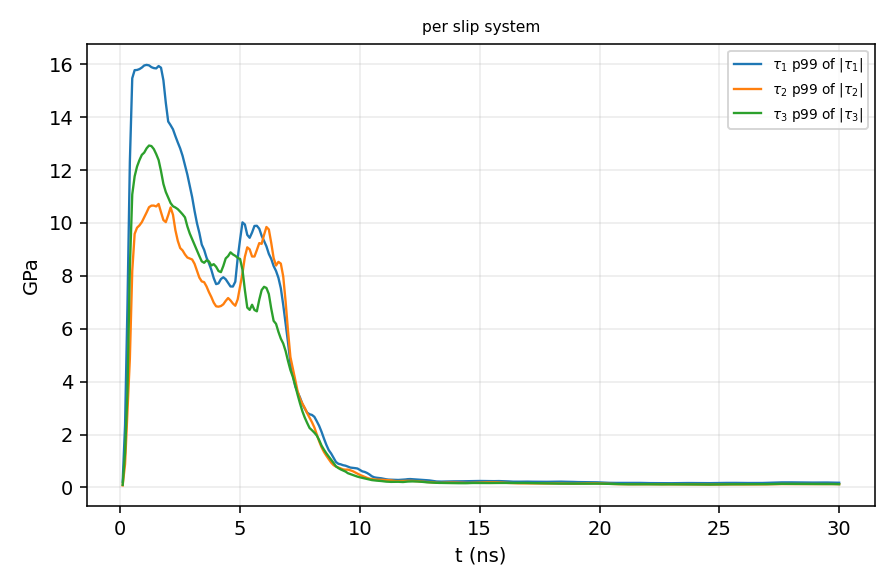 per slip system
GPa
16
14
12
10
8
6
4
2
0
τ₁ p99 of |τ₁|
τ₂ p99 of |τ₂|
τ₃ p99 of |τ₃|
0 5 10 15 20 25 30
t (ns)